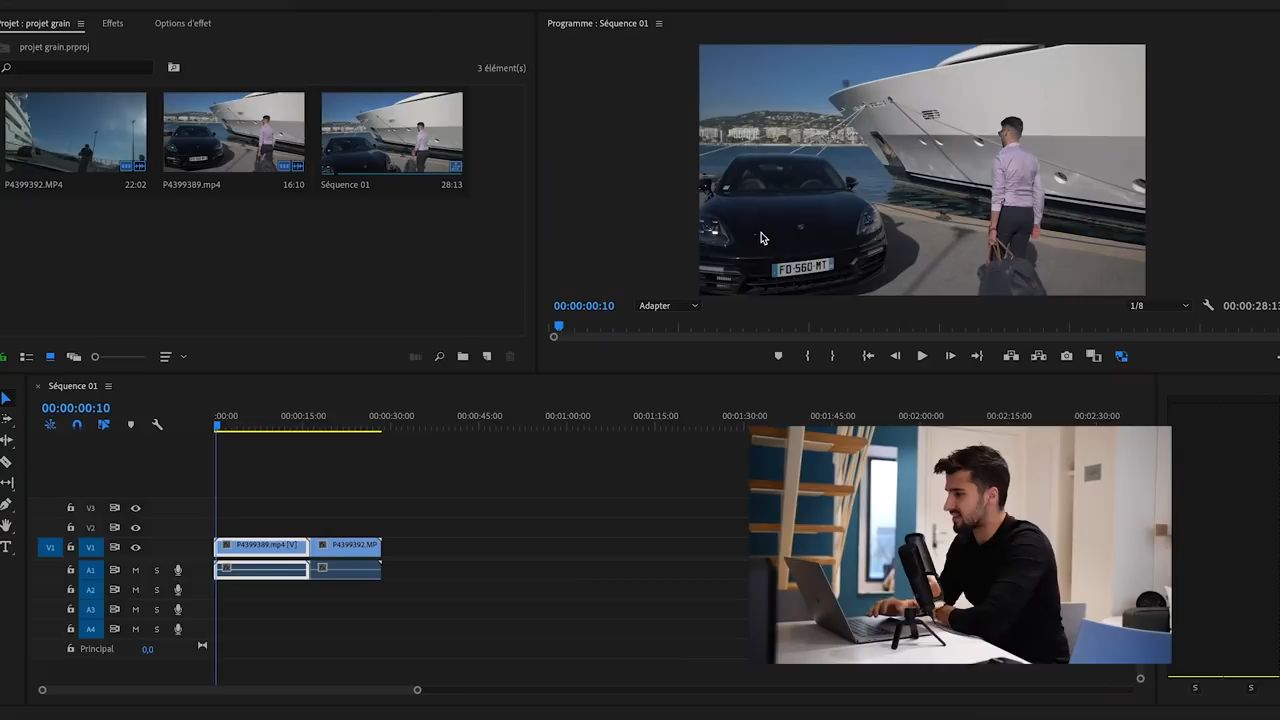 Projet : projet grain
Effets
Options d'effet
projet grain.prproj
3 élément(s)
P4399392.MP4 22:02
P4399389.mp4 16:10
Séquence 01 28:13
Programme : Séquence 01
FD-560-MT
00:00:00:10
Adapter
1/8
00:00:28:13
Séquence 01
00:00:00:10
:00:00
00:00:15:00
00:00:30:00
00:00:45:00
00:01:00:00
00:01:15:00
00:01:30:00
00:01:45:00
00:02:00:00
00:02:15:00
00:02:30:00
V3
V2
V1 V1
P4399389.mp4 [V]
P4399392.MP
A1 M S
A2 M S
A3 M S
A4 M S
Principal 0,0
S S